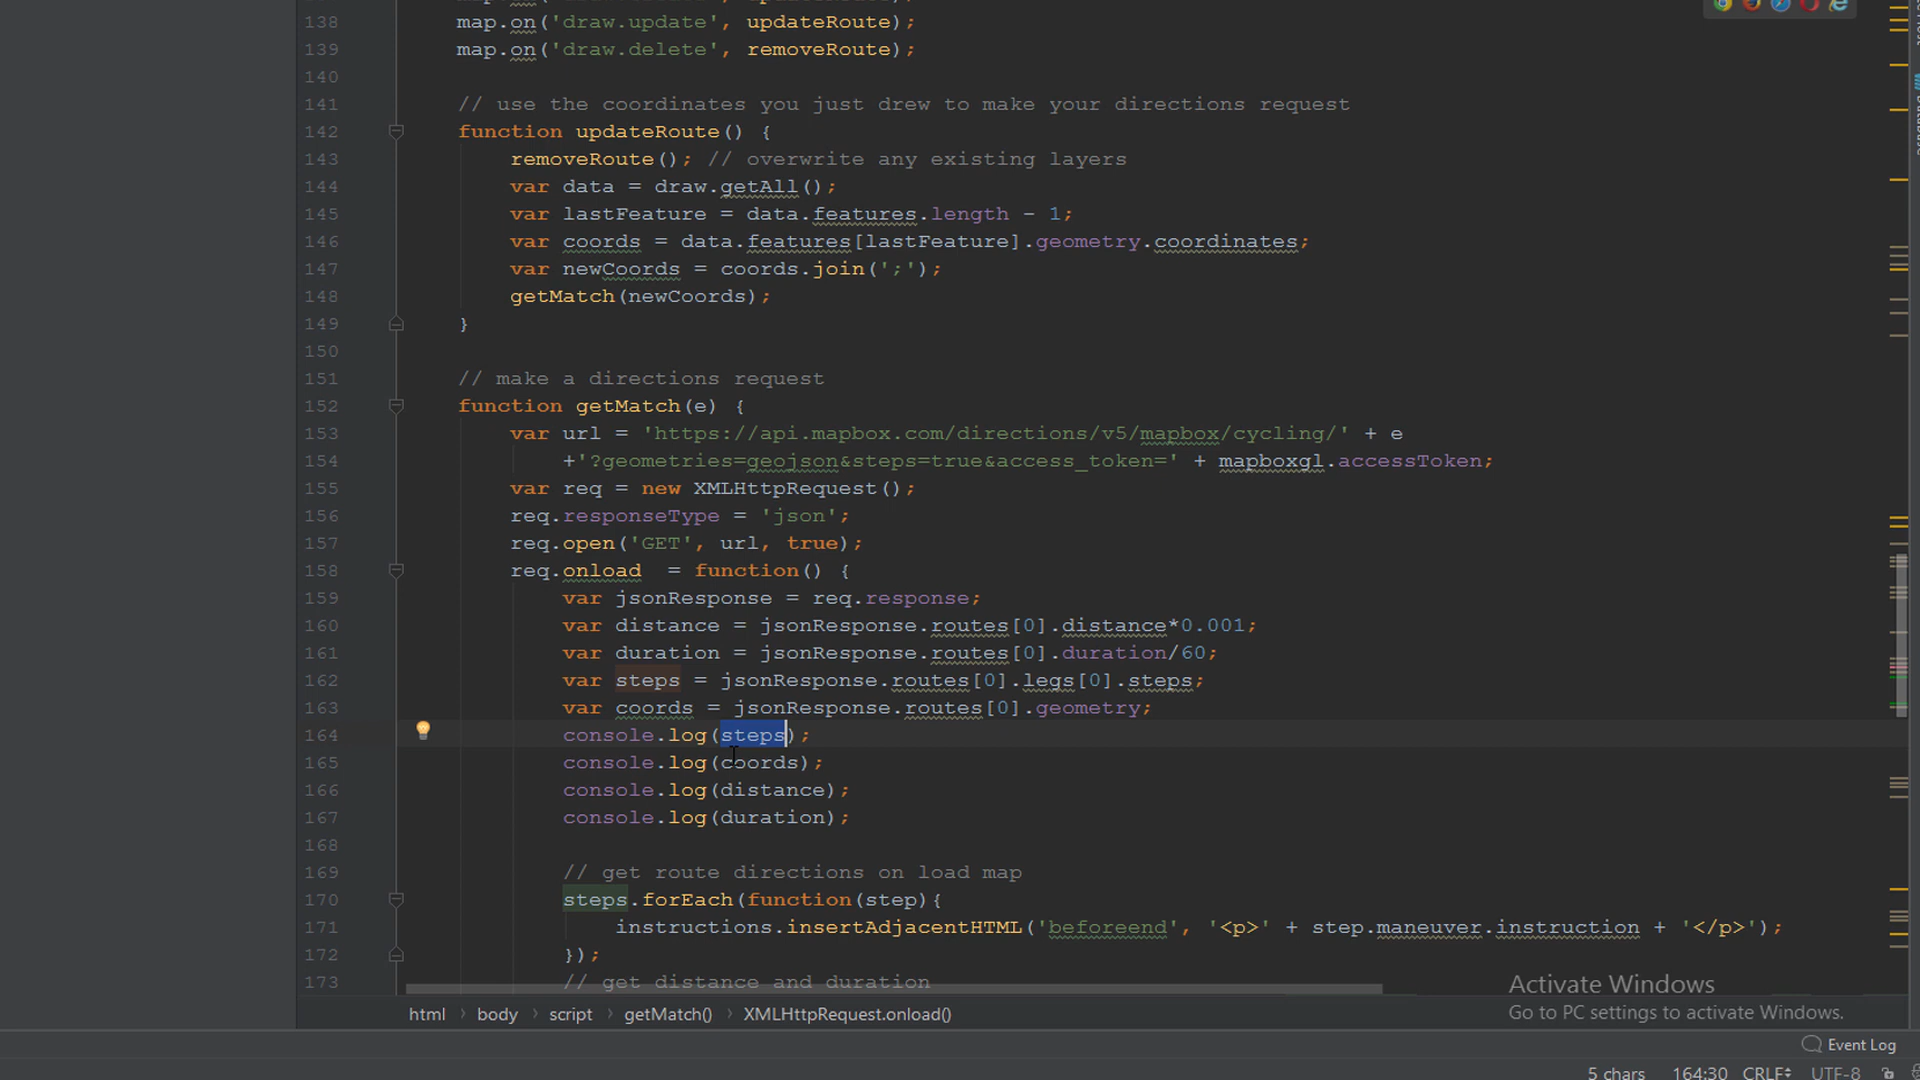 138 map.on('draw.update', updateRoute);
139 map.on('draw.delete', removeRoute);
140
141 // use the coordinates you just drew to make your directions request
142 function updateRoute() {
143 removeRoute(); // overwrite any existing layers
144 var data = draw.getAll();
145 var lastFeature = data.features.length - 1;
146 var coords = data.features[lastFeature].geometry.coordinates;
147 var newCoords = coords.join(';');
148 getMatch(newCoords);
149 }
150
151 // make a directions request
152 function getMatch(e) {
153 var url = 'https://api.mapbox.com/directions/v5/mapbox/cycling/' + e
154 +'?geometries=geojson&steps=true&access_token=' + mapboxgl.accessToken;
155 var req = new XMLHttpRequest();
156 req.responseType = 'json';
157 req.open('GET', url, true);
158 req.onload  = function() {
159 var jsonResponse = req.response;
160 var distance = jsonResponse.routes[0].distance*0.001;
161 var duration = jsonResponse.routes[0].duration/60;
162 var steps = jsonResponse.routes[0].legs[0].steps;
163 var coords = jsonResponse.routes[0].geometry;
164 console.log(steps);
165 console.log(coords);
166 console.log(distance);
167 console.log(duration);
168
169 // get route directions on load map
170 steps.forEach(function(step){
171 instructions.insertAdjacentHTML('beforeend', '<p>' + step.maneuver.instruction + '</p>');
172 });
173 // get distance and duration
Activate Windows
Go to PC settings to activate Windows.
html › body › script › getMatch() › XMLHttpRequest.onload()
Event Log
5 chars 164:30 CRLF UTF-8